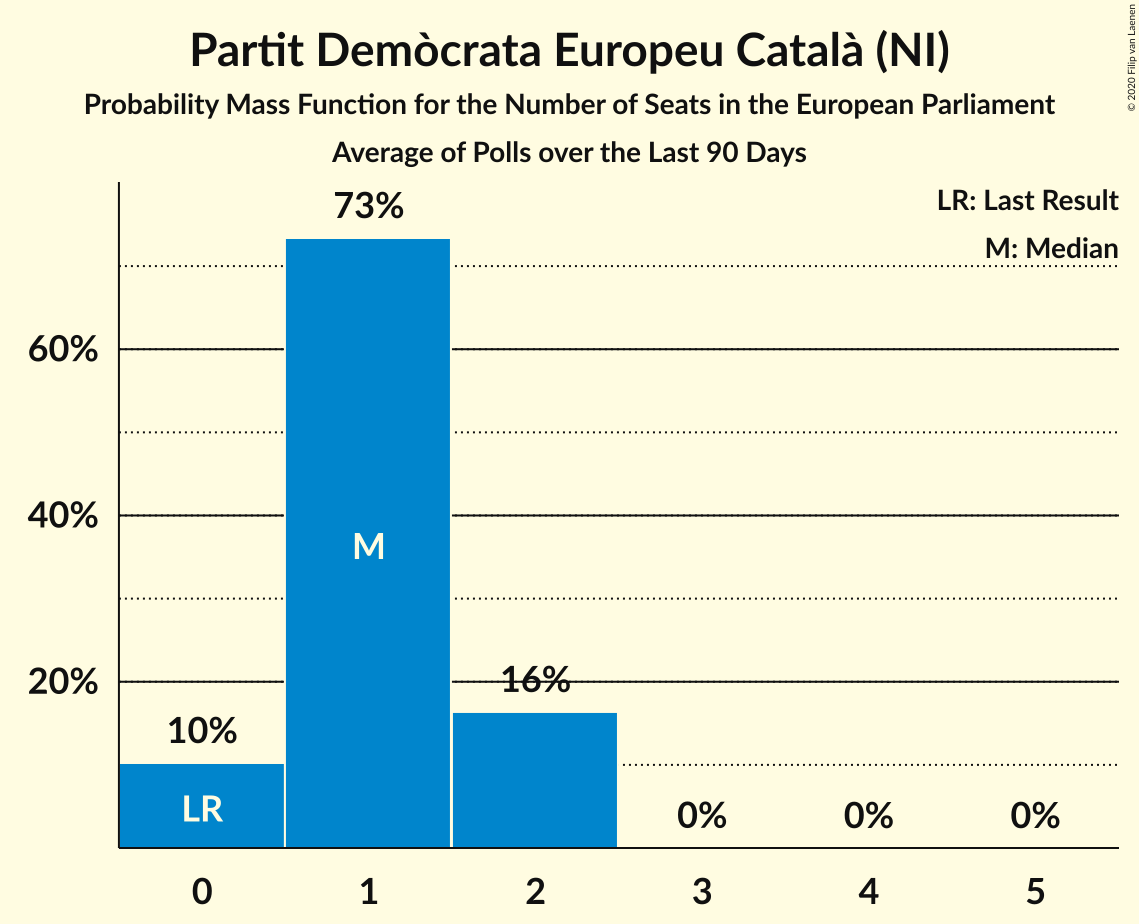 Partit Demòcrata Europeu Català (NI)
Probability Mass Function for the Number of Seats in the European Parliament
Average of Polls over the Last 90 Days
© 2020 Filip van Laenen
LR: Last Result
M: Median
73%
60%
40%
20%
M
16%
10%
LR
0%
0%
0%
0 1 2 3 4 5